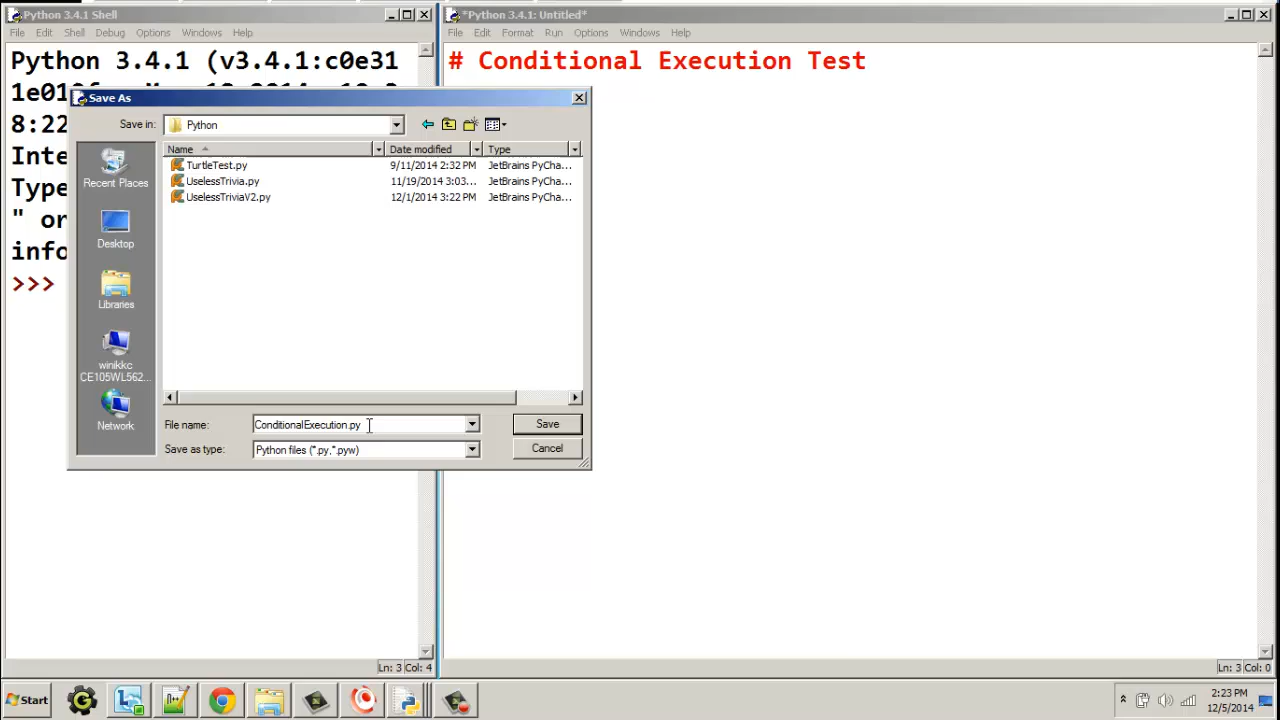 Python 3.4.1 Shell
File Edit Shell Debug Options Windows Help
Python 3.4.1 (v3.4.1:c0e31
8:22
Inte
Type
" or
info
>>>
Ln: 3 Col: 4
*Python 3.4.1: Untitled*
File Edit Format Run Options Windows Help
# Conditional Execution Test
Ln: 3 Col: 0
Save As
Save in: Python
Name Date modified Type
TurtleTest.py 9/11/2014 2:32 PM JetBrains PyCha...
UselessTrivia.py 11/19/2014 3:03... JetBrains PyCha...
UselessTriviaV2.py 12/1/2014 3:22 PM JetBrains PyCha...
Recent Places
Desktop
Libraries
winikkc
CE105WL562...
Network
File name: ConditionalExecution.py Save
Save as type: Python files (*.py,*.pyw) Cancel
Start
2:23 PM
12/5/2014